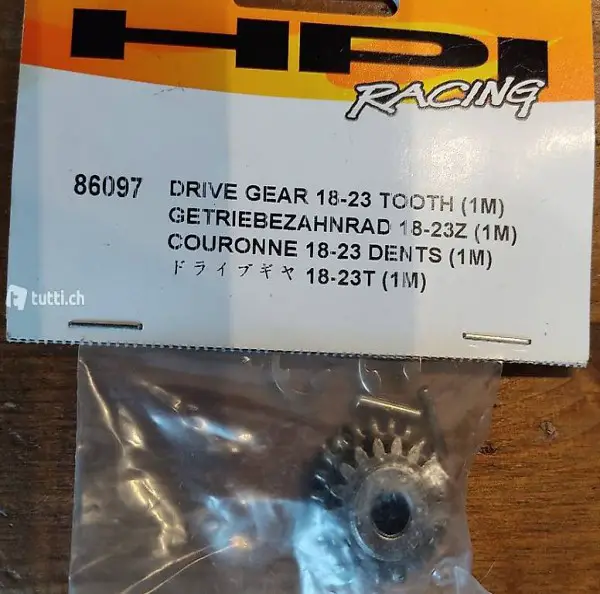 HPI
RACING
86097 DRIVE GEAR 18-23 TOOTH (1M)
GETRIEBEZAHNRAD 18-23Z (1M)
COURONNE 18-23 DENTS (1M)
ドライブギヤ 18-23T (1M)
tutti.ch